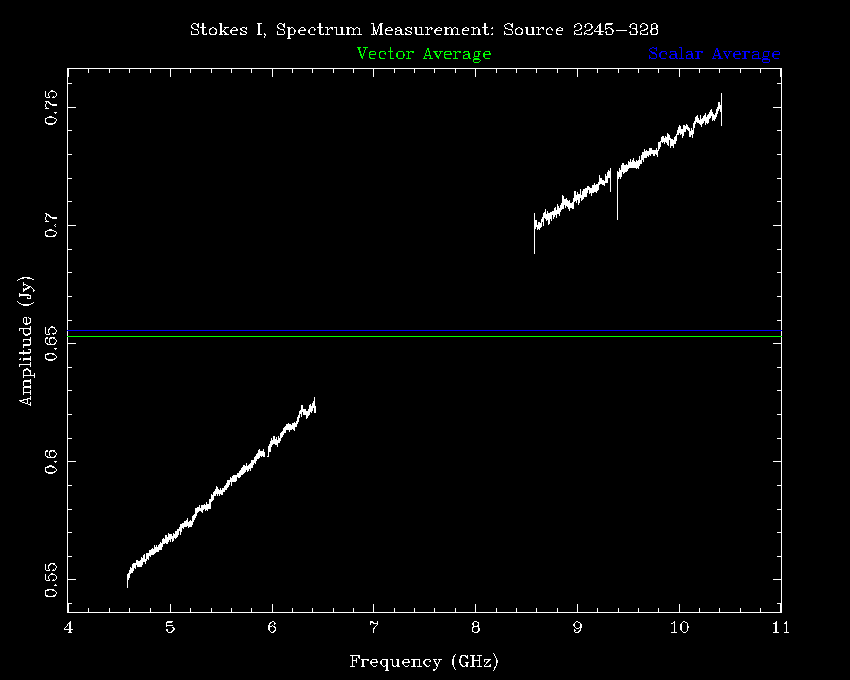 Stokes I, Spectrum Measurement: Source 2245-328
Vector Average Scalar Average
0.75
0.7
0.65
0.6
0.55
Amplitude (Jy)
4 5 6 7 8 9 10 11
Frequency (GHz)